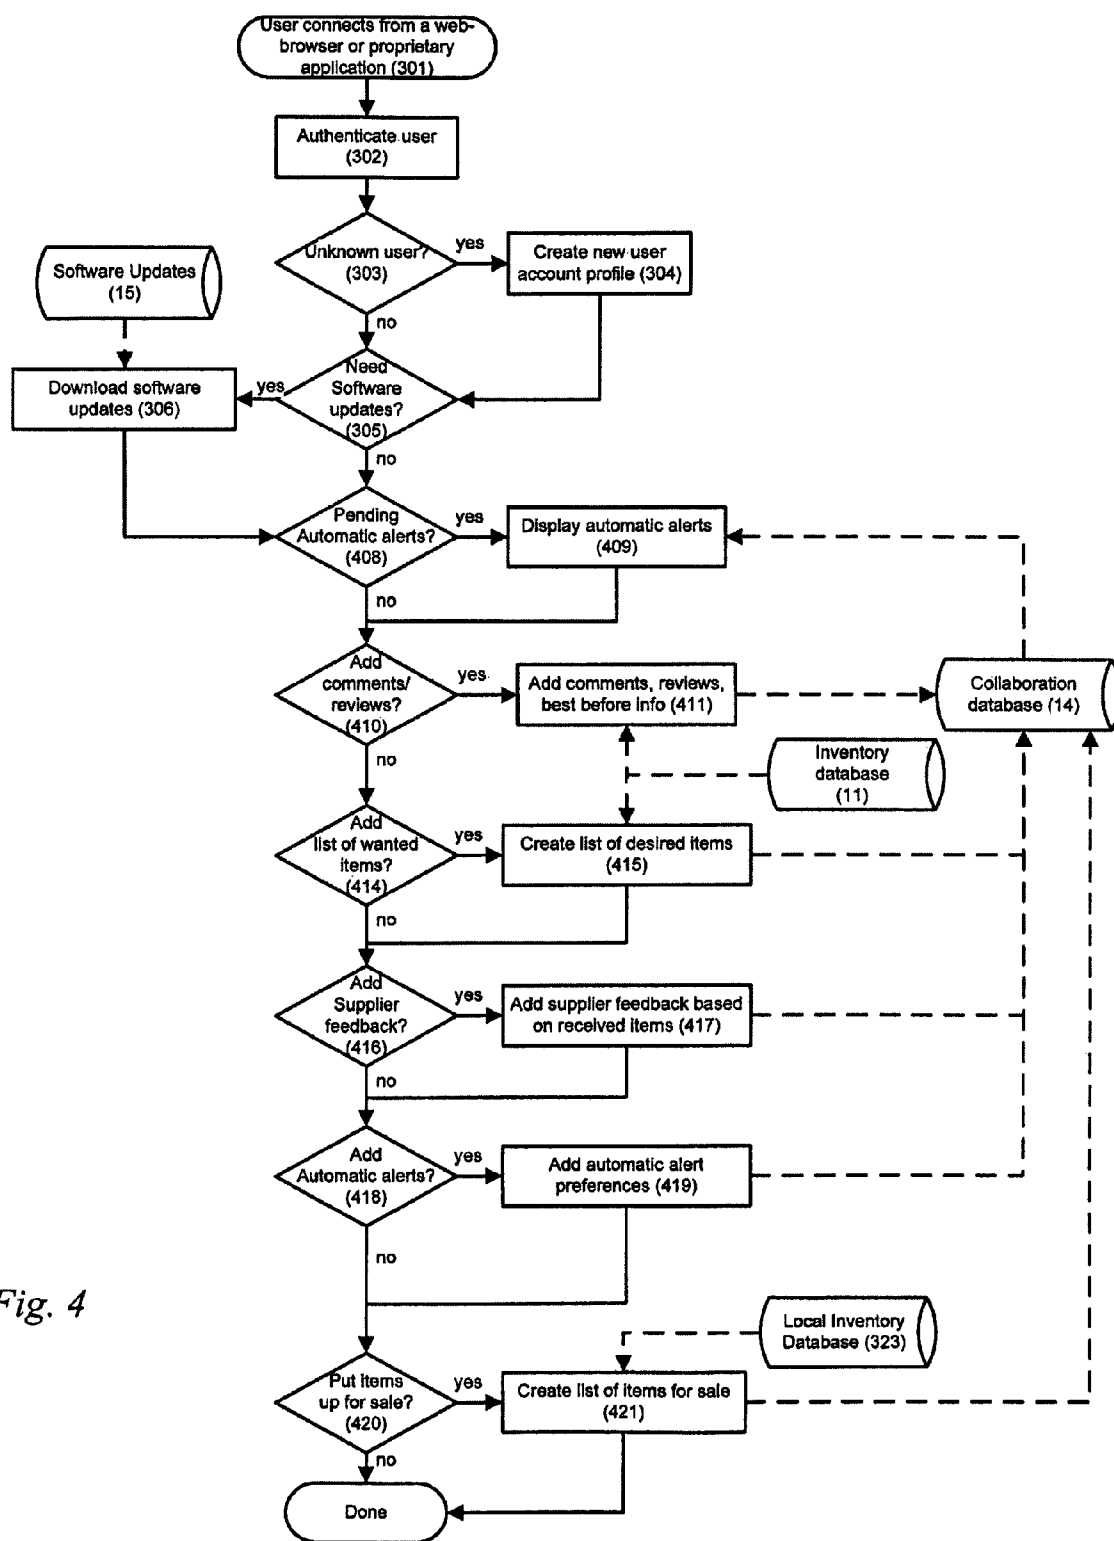 User connects from a web-
browser or proprietary
application (301)
Authenticate user
(302)
Unknown user?
(303)
yes
Create new user
account profile (304)
no
Software Updates
(15)
Need
Software
updates?
(305)
yes
Download software
updates (306)
no
Pending
Automatic alerts?
(408)
yes
Display automatic alerts
(409)
no
Add
comments/
reviews?
(410)
yes
Add comments, reviews,
best before info (411)
Collaboration
database (14)
no
Inventory
database
(11)
Add
list of wanted
items?
(414)
yes
Create list of desired items
(415)
no
Add
Supplier
feedback?
(416)
yes
Add supplier feedback based
on received items (417)
no
Add
Automatic alerts?
(418)
yes
Add automatic alert
preferences (419)
no
Fig. 4
Local Inventory
Database (323)
Put items
up for sale?
(420)
yes
Create list of items for sale
(421)
no
Done